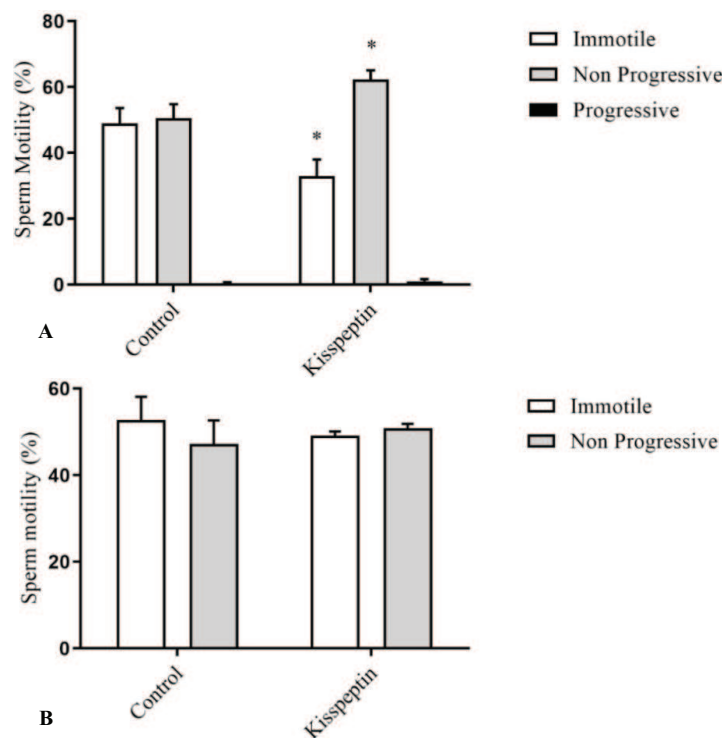 80
60
40
20
0
Sperm Motility (%)
*
*
Control
Kisspeptin
Immotile
Non Progressive
Progressive
A
60
40
20
0
Sperm motility (%)
Control
Kisspeptin
Immotile
Non Progressive
B